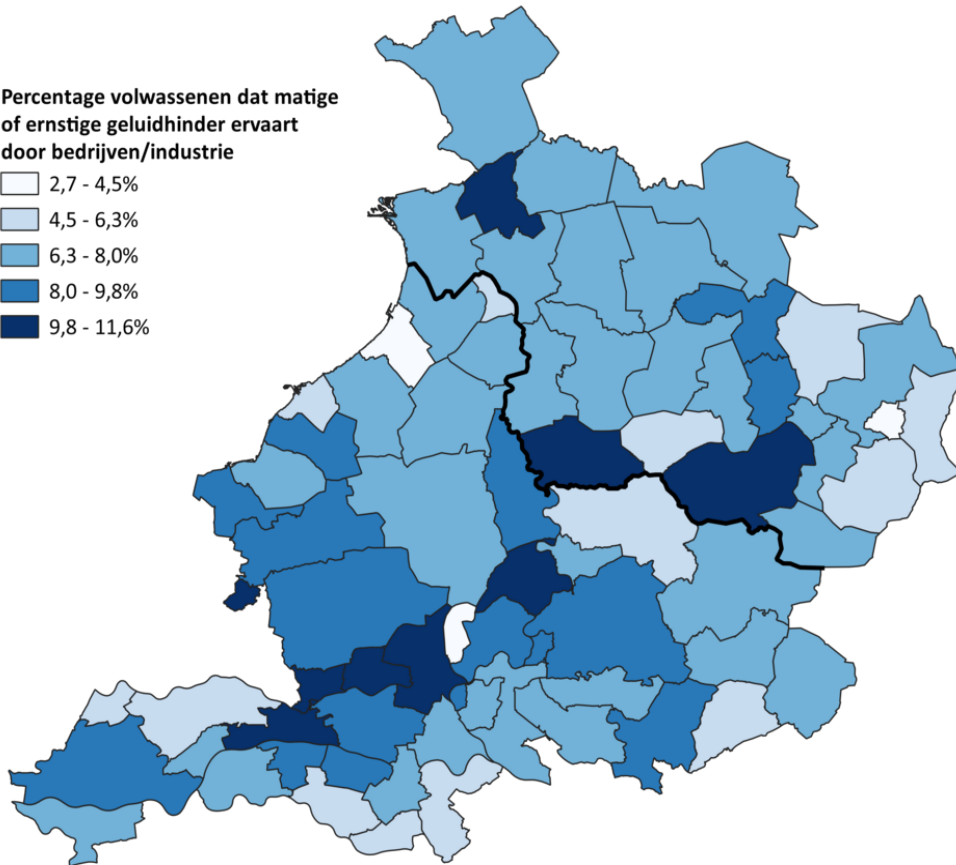 Percentage volwassenen dat matige
of ernstige geluidhinder ervaart
door bedrijven/industrie
2,7 - 4,5%
4,5 - 6,3%
6,3 - 8,0%
8,0 - 9,8%
9,8 - 11,6%